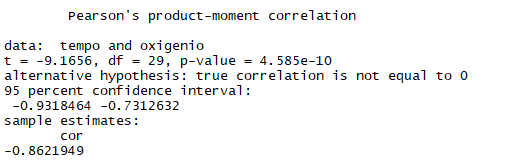 Pearson's product-moment correlation
data:  tempo and oxigenio
t = -9.1656, df = 29, p-value = 4.585e-10
alternative hypothesis: true correlation is not equal to 0
95 percent confidence interval:
-0.9318464 -0.7312632
sample estimates:
cor
-0.8621949